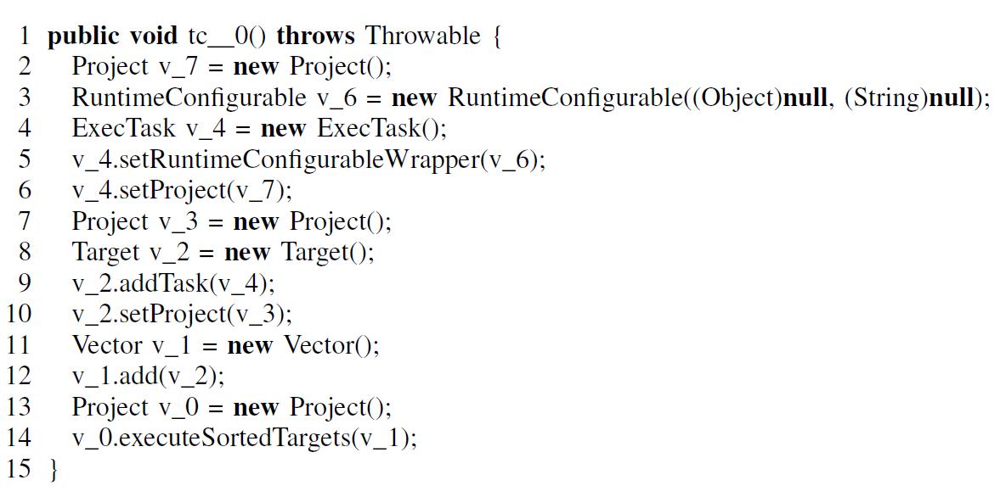 1 public void tc__0() throws Throwable {
2 Project v_7 = new Project();
3 RuntimeConfigurable v_6 = new RuntimeConfigurable((Object)null, (String)null);
4 ExecTask v_4 = new ExecTask();
5 v_4.setRuntimeConfigurableWrapper(v_6);
6 v_4.setProject(v_7);
7 Project v_3 = new Project();
8 Target v_2 = new Target();
9 v_2.addTask(v_4);
10 v_2.setProject(v_3);
11 Vector v_1 = new Vector();
12 v_1.add(v_2);
13 Project v_0 = new Project();
14 v_0.executeSortedTargets(v_1);
15 }